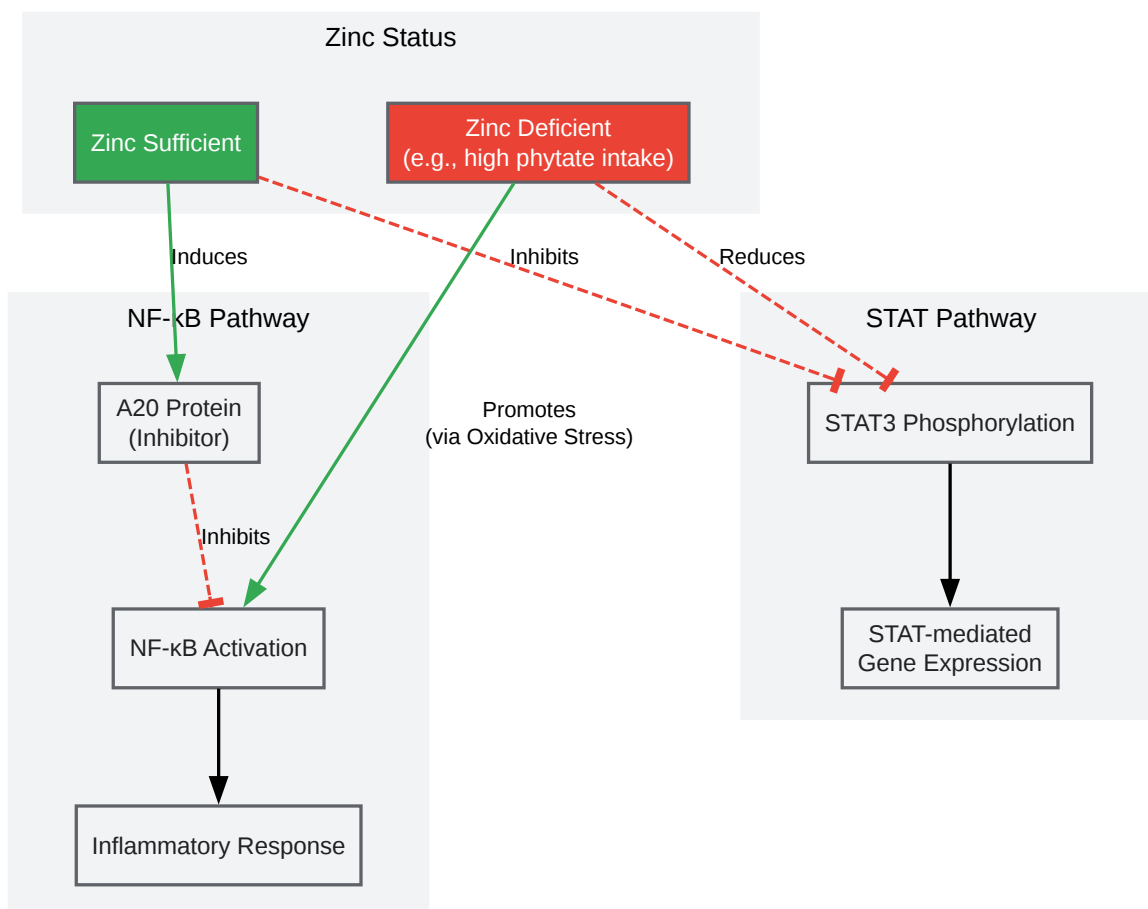 Zinc Status
Zinc Sufficient
Zinc Deficient
(e.g., high phytate intake)
Induces
Inhibits
Reduces
NF-κB Pathway
STAT Pathway
A20 Protein
(Inhibitor)
Promotes
(via Oxidative Stress)
STAT3 Phosphorylation
Inhibits
NF-κB Activation
STAT-mediated
Gene Expression
Inflammatory Response